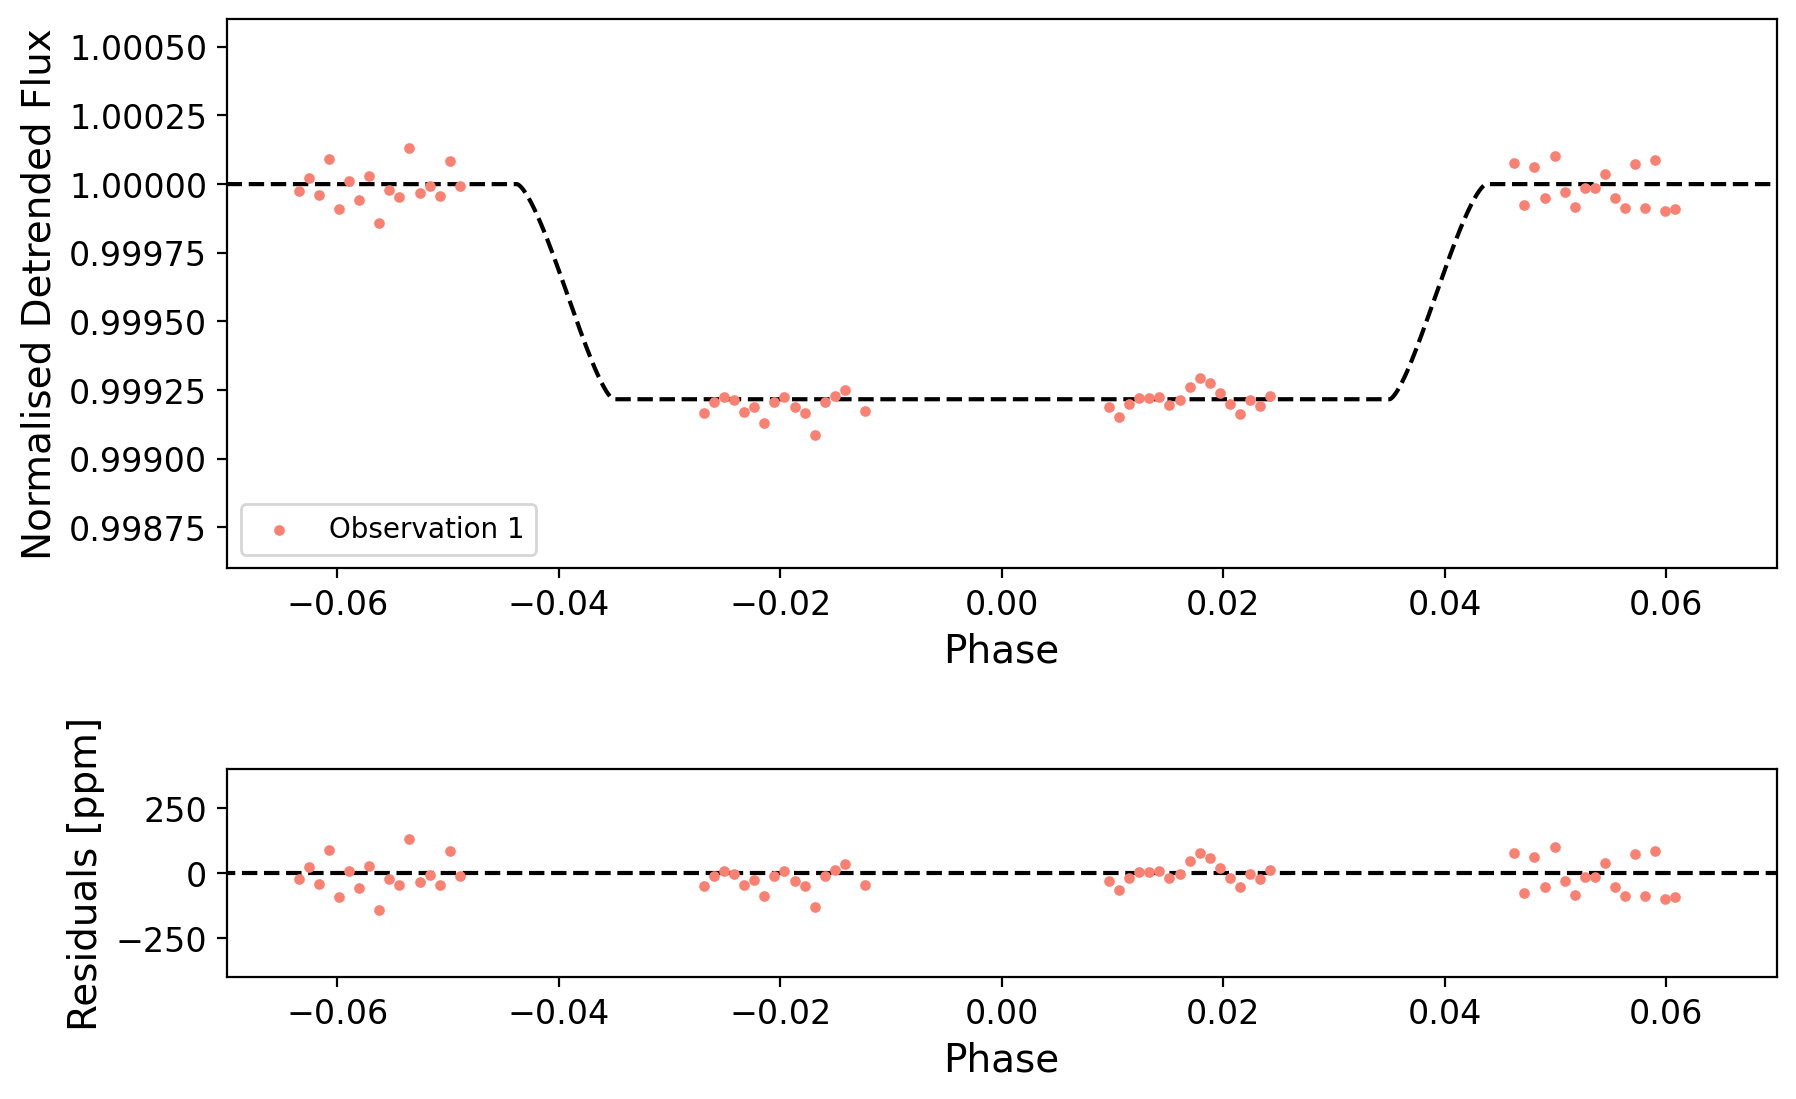 Normalised Detrended Flux
1.00050
1.00025
1.00000
0.99975
0.99950
0.99925
0.99900
0.99875
Observation 1
−0.06 −0.04 −0.02 0.00 0.02 0.04 0.06
Phase
Residuals [ppm]
250
0
−250
−0.06 −0.04 −0.02 0.00 0.02 0.04 0.06
Phase